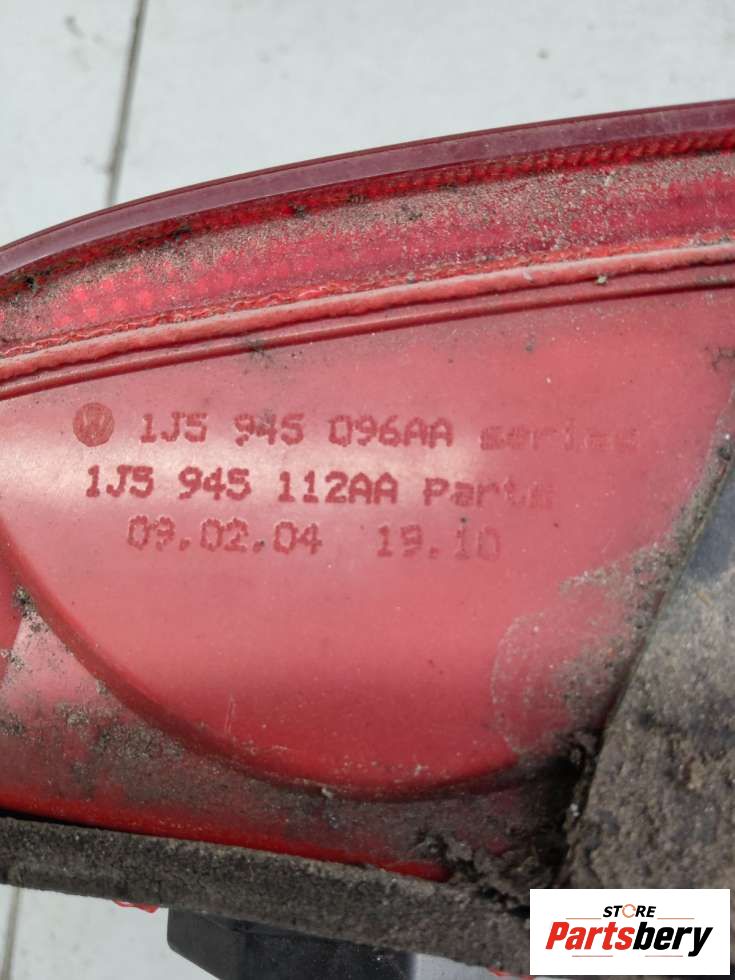 1J5 945 096AA series
1J5 945 112AA Parts
09.02.04 19.10
STORE
Partsbery